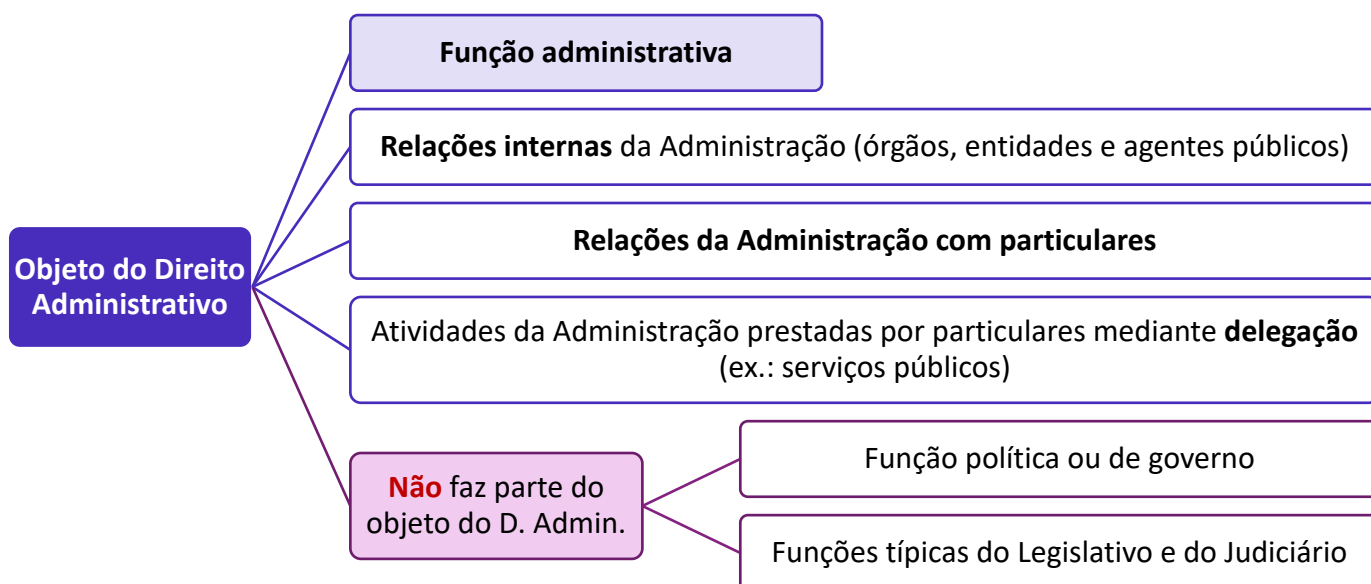 Função administrativa
Relações internas da Administração (órgãos, entidades e agentes públicos)
Relações da Administração com particulares
Objeto do Direito
Administrativo
Atividades da Administração prestadas por particulares mediante delegação
(ex.: serviços públicos)
Não faz parte do
objeto do D. Admin.
Função política ou de governo
Funções típicas do Legislativo e do Judiciário